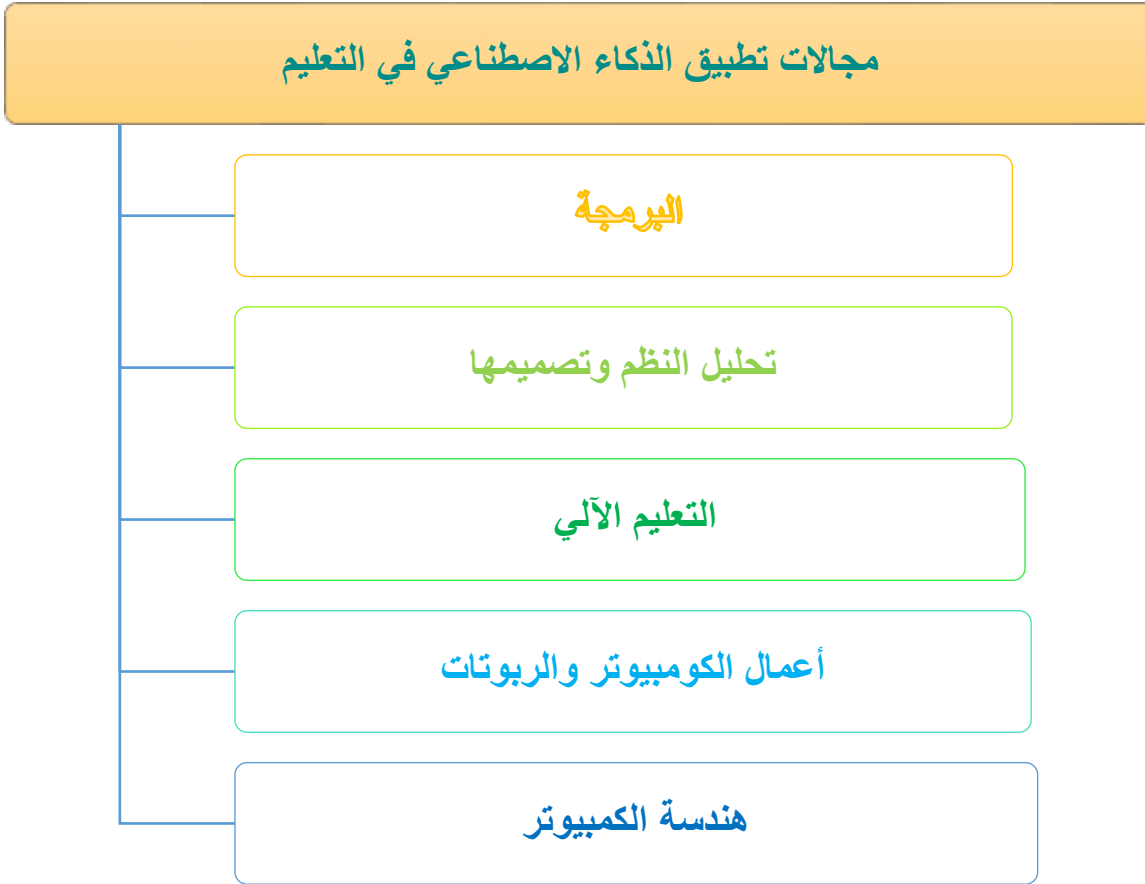 مجالات تطبيق الذكاء الاصطناعي في التعليم
البرمجة
تحليل النظم وتصميمها
التعليم الآلي
أعمال الكومبيوتر والربوتات
هندسة الكمبيوتر